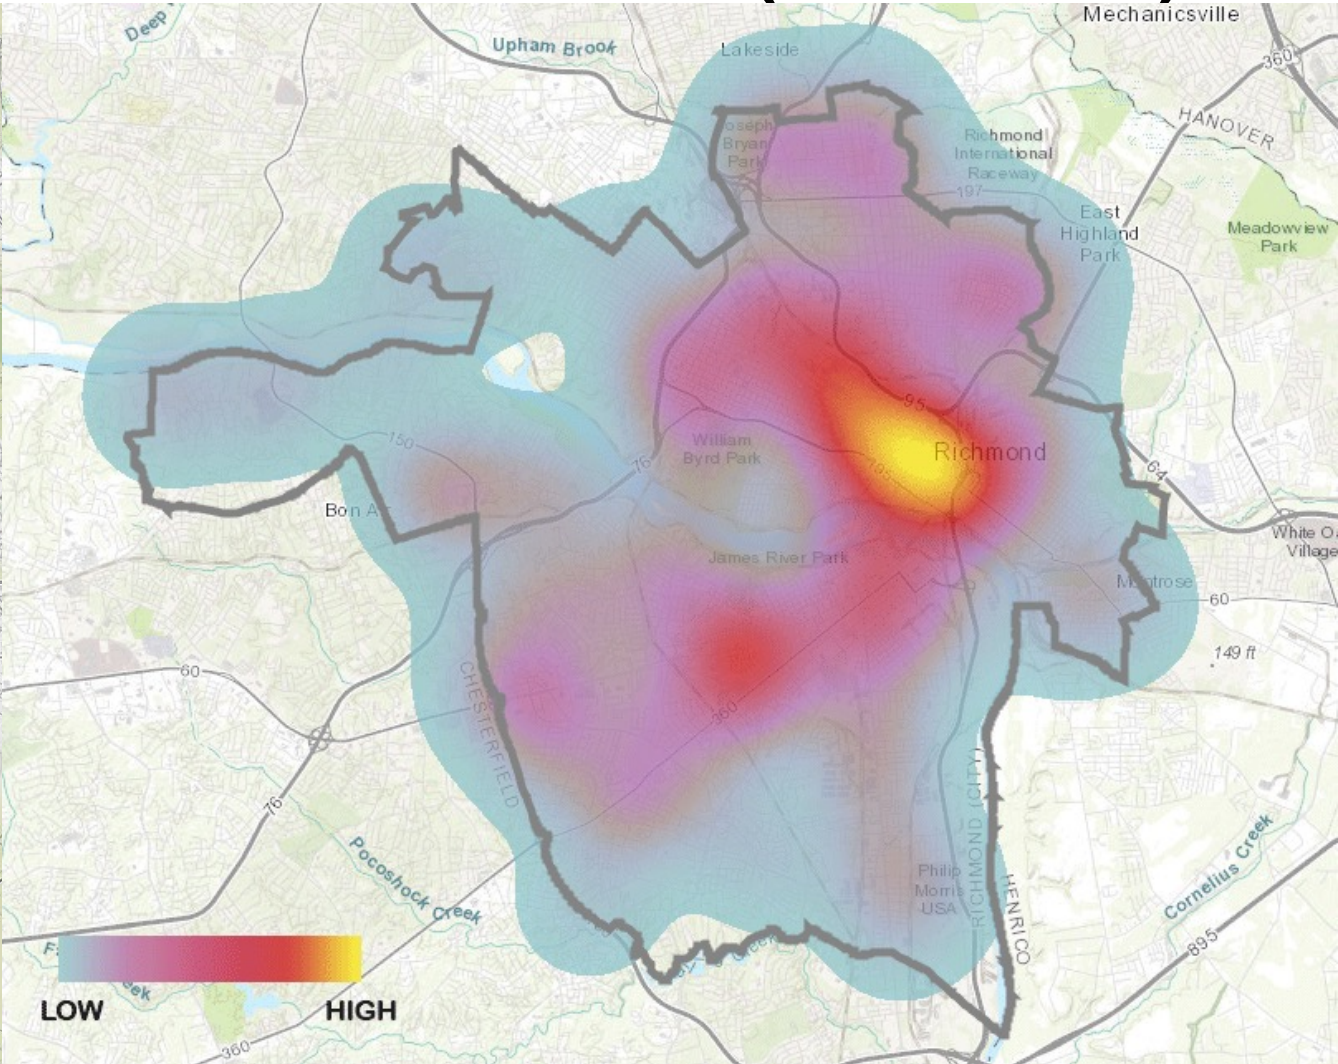 Mechanicsville
Deep
Upham Brook
Lakeside
360
HANOVER
Joseph
Bryan
Park
Richmond
International
Raceway
197
East
Highland
Park
Meadowview
Park
95
William
Byrd Park
Richmond
150
76
195
64
Bon A
White O
Village
James River Park
Montrose
60
149 ft
60
CHESTERFIELD
360
RICHMOND (CITY)
76
Pocoshock Creek
Philip
Morris
USA
HENRICO
Cornelius Creek
895
Creek
F
eek
LOW
HIGH
360